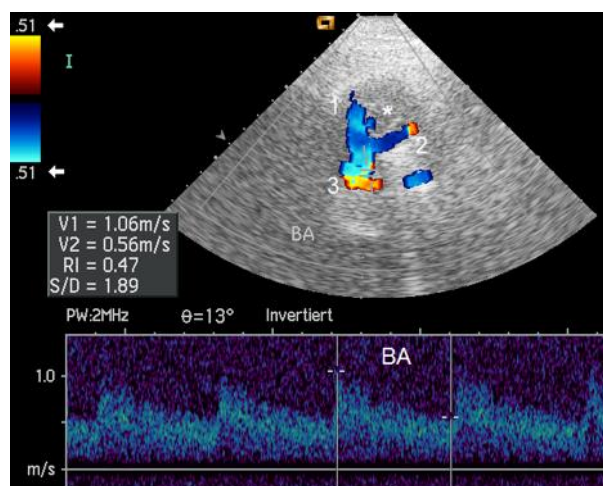 .51
I
.51
1
*
2
3
BA
V1 = 1.06m/s
V2 = 0.56m/s
RI = 0.47
S/D = 1.89
PW:2MHz θ=13° Invertiert
BA
1.0
m/s